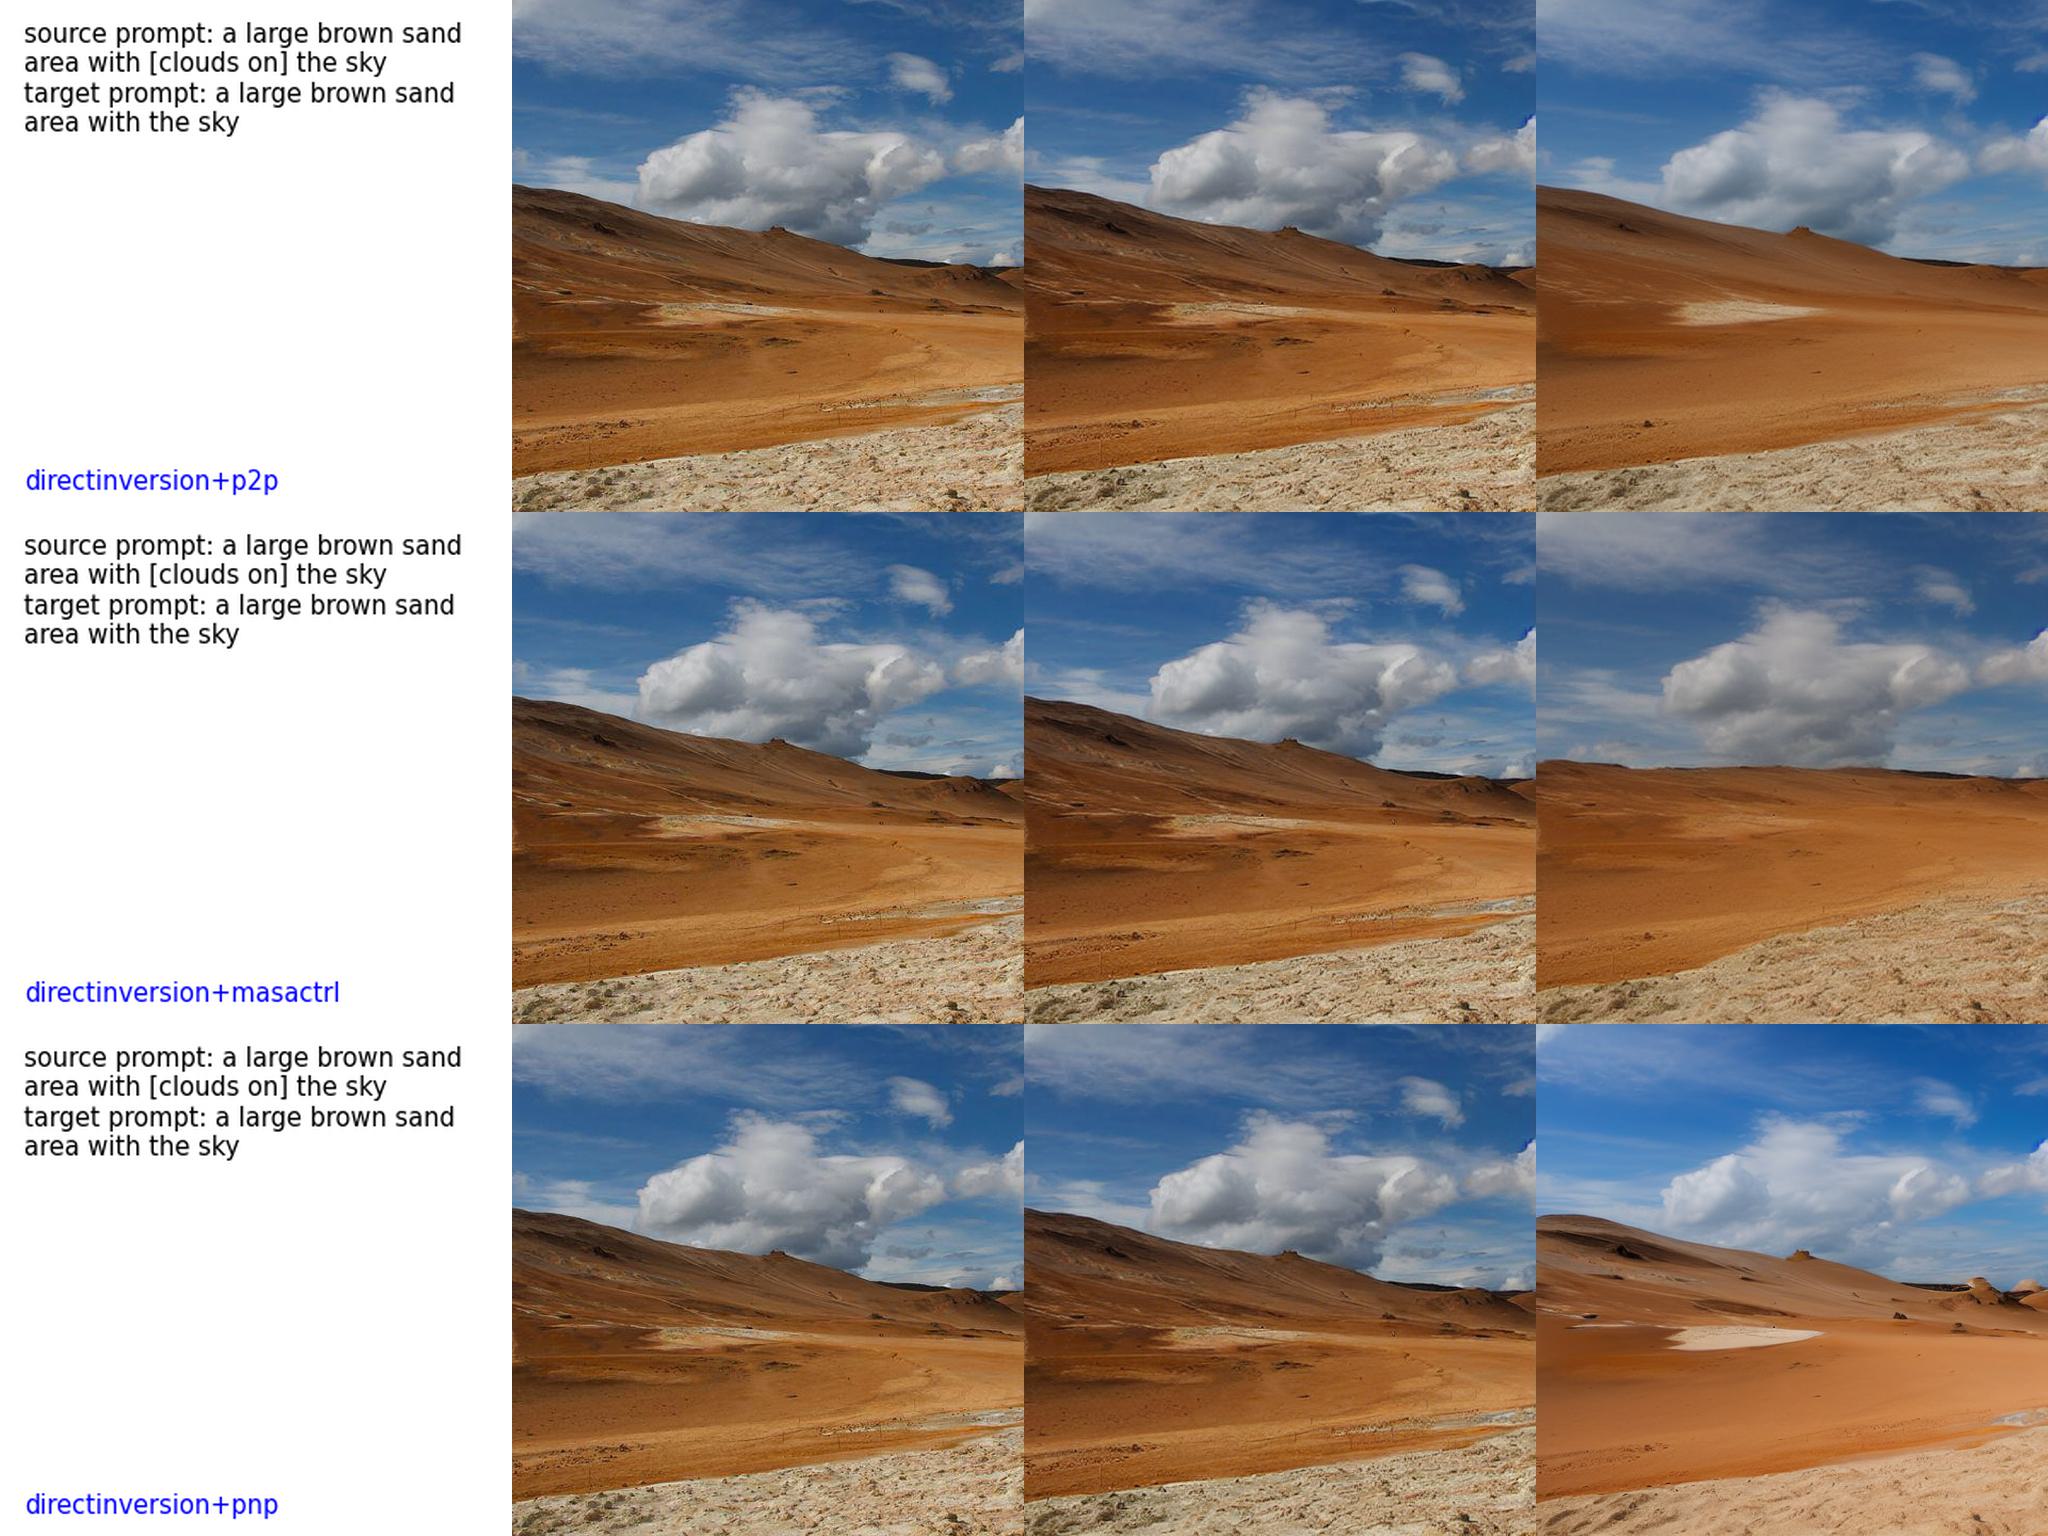 source prompt: a large brown sand
area with [clouds on] the sky
target prompt: a large brown sand
area with the sky
directinversion+p2p
source prompt: a large brown sand
area with [clouds on] the sky
target prompt: a large brown sand
area with the sky
directinversion+masactrl
source prompt: a large brown sand
area with [clouds on] the sky
target prompt: a large brown sand
area with the sky
directinversion+pnp